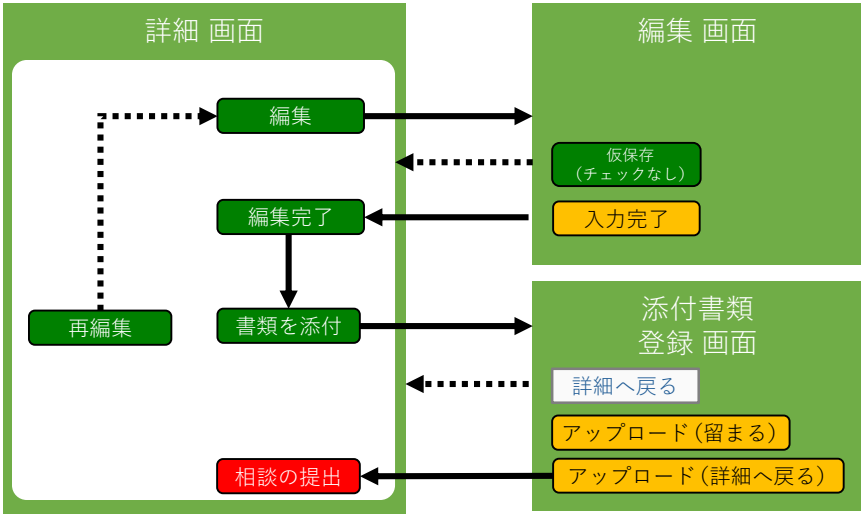 詳細 画面
編集
編集完了
再編集
書類を添付
相談の提出
編集 画面
仮保存
（チェックなし）
入力完了
添付書類
登録 画面
詳細へ戻る
アップロード（留まる）
アップロード（詳細へ戻る）